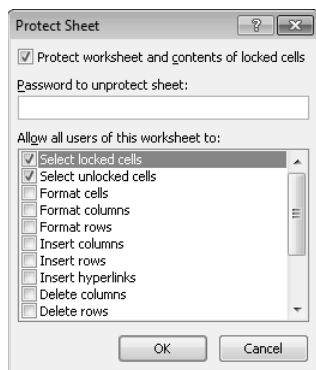 Protect Sheet
Protect worksheet and contents of locked cells
Password to unprotect sheet:
Allow all users of this worksheet to:
Select locked cells
Select unlocked cells
Format cells
Format columns
Format rows
Insert columns
Insert rows
Insert hyperlinks
Delete columns
Delete rows
OK Cancel